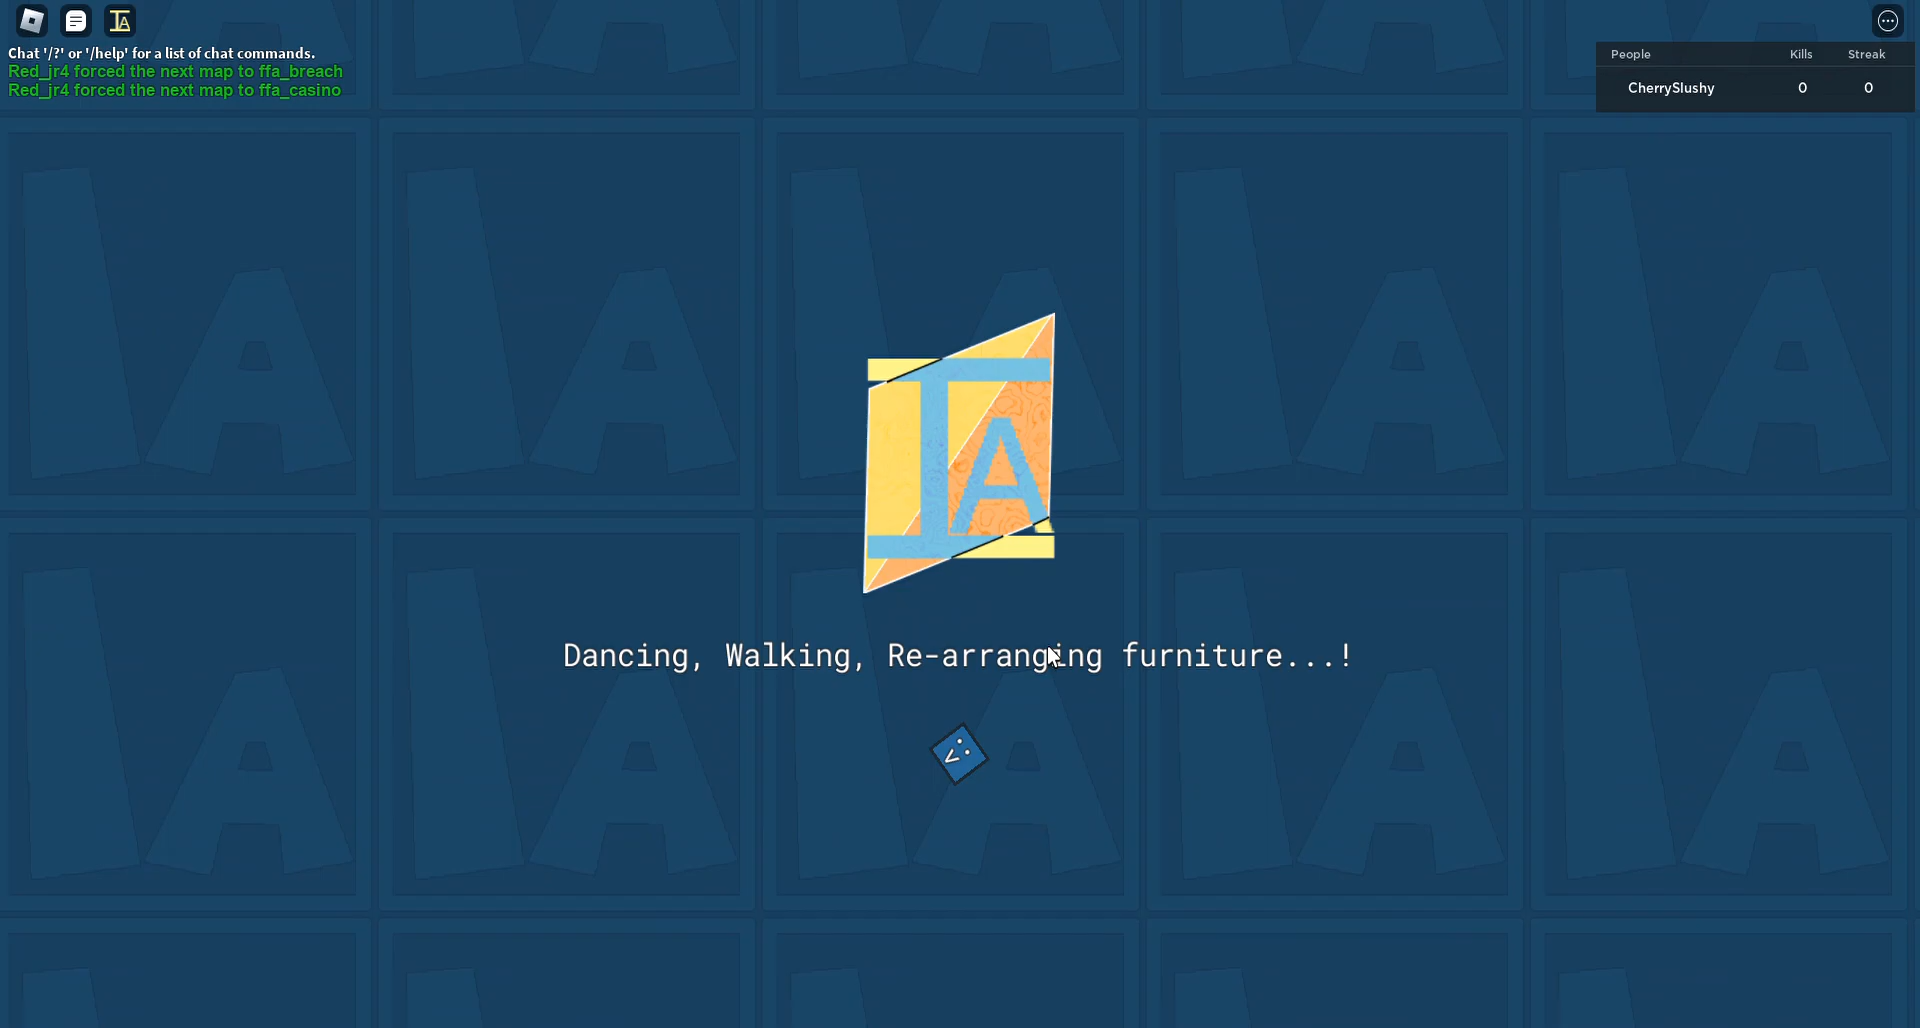 Chat '/?' or '/help' for a list of chat commands.
Red_jr4 forced the next map to ffa_breach
Red_jr4 forced the next map to ffa_casino
People Kills Streak
CherrySlushy 0 0
IA
Dancing, Walking, Re-arranging furniture...!